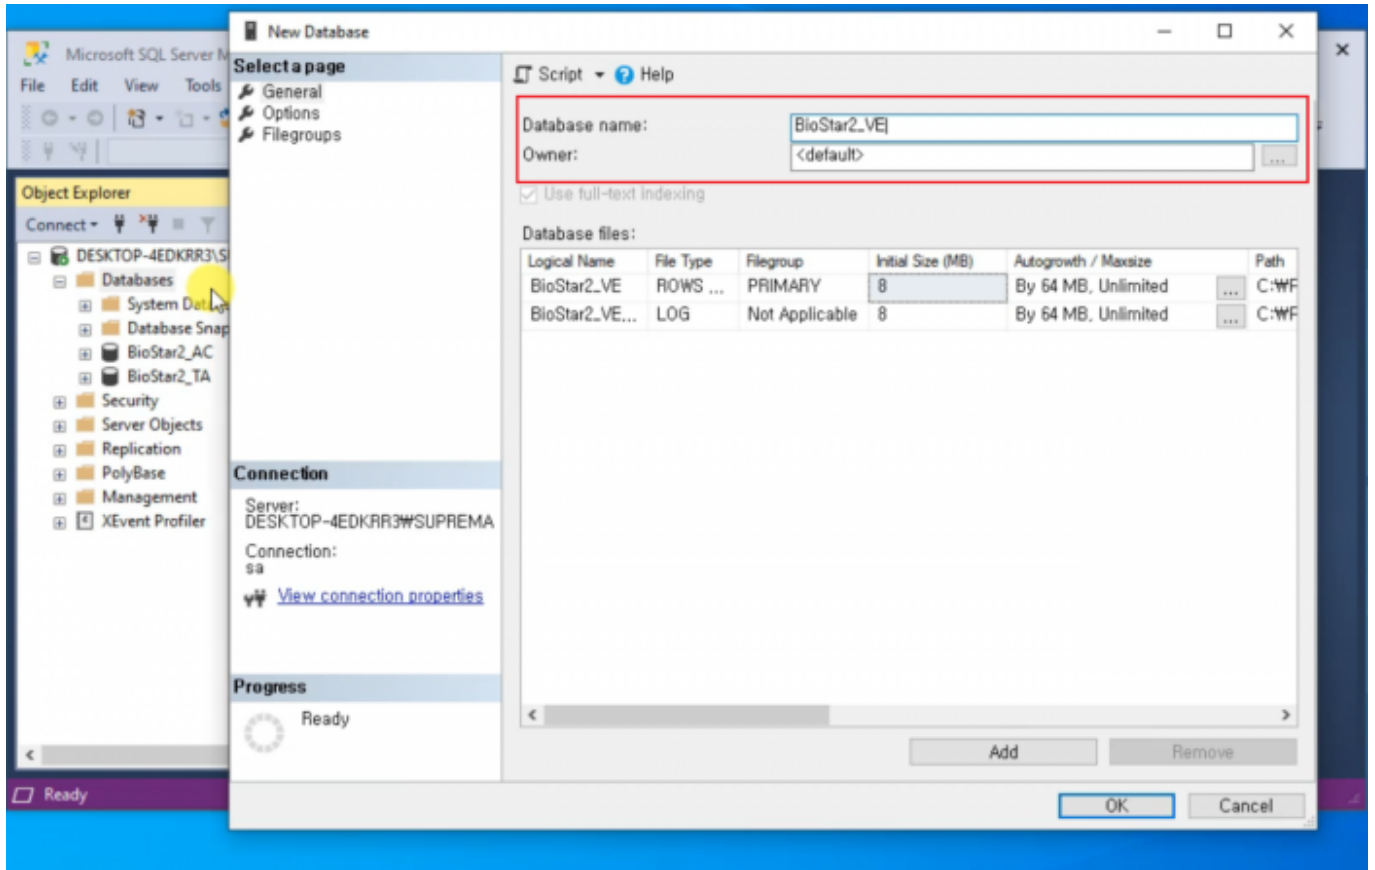 New Database
Microsoft SQL Server M
File Edit View Tools
Select a page
General
Options
Filegroups
Script Help
Database name: BioStar2_VE
Owner: <default> ...
Use full-text indexing
Object Explorer
Connect
DESKTOP-4EDKRR3\S
Databases
System Data
Database Snap
BioStar2_AC
BioStar2_TA
Security
Server Objects
Replication
PolyBase
Management
XEvent Profiler
Database files:
Logical Name File Type Filegroup Initial Size (MB) Autogrowth / Maxsize Path
BioStar2_VE ROWS ... PRIMARY 8 By 64 MB, Unlimited ... C:₩F
BioStar2_VE... LOG Not Applicable 8 By 64 MB, Unlimited ... C:₩F
Connection
Server:
DESKTOP-4EDKRR3₩SUPREMA
Connection:
sa
View connection properties
Progress
Ready
Add Remove
OK Cancel
Ready